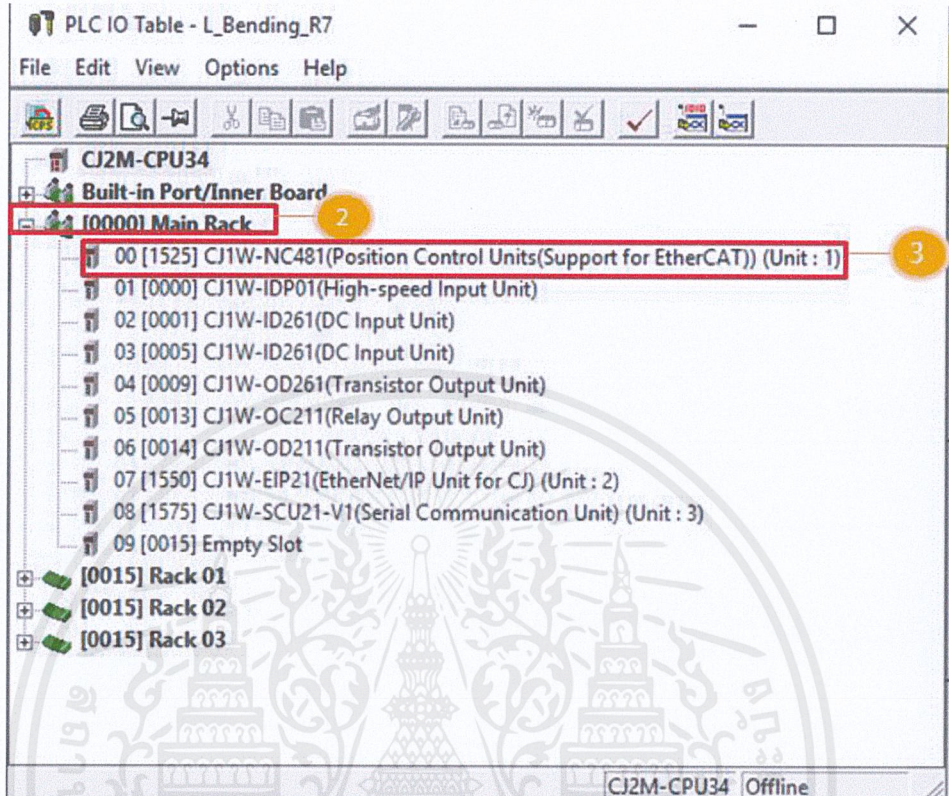 PLC IO Table - L_Bending_R7
File Edit View Options Help
CJ2M-CPU34
Built-in Port/Inner Board
[0000] Main Rack
2
00 [1525] CJ1W-NC481(Position Control Units(Support for EtherCAT)) (Unit : 1)
3
01 [0000] CJ1W-IDP01(High-speed Input Unit)
02 [0001] CJ1W-ID261(DC Input Unit)
03 [0005] CJ1W-ID261(DC Input Unit)
04 [0009] CJ1W-OD261(Transistor Output Unit)
05 [0013] CJ1W-OC211(Relay Output Unit)
06 [0014] CJ1W-OD211(Transistor Output Unit)
07 [1550] CJ1W-EIP21(EtherNet/IP Unit for CJ) (Unit : 2)
08 [1575] CJ1W-SCU21-V1(Serial Communication Unit) (Unit : 3)
09 [0015] Empty Slot
[0015] Rack 01
[0015] Rack 02
[0015] Rack 03
CJ2M-CPU34 Offline